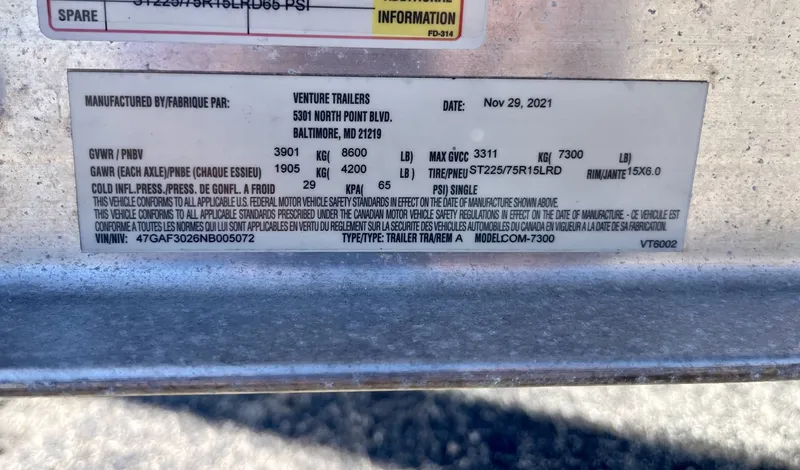 ST225/75R15LRD65 PSI
SPARE
INFORMATION
FD-314
MANUFACTURED BY/FABRIQUE PAR: VENTURE TRAILERS DATE: Nov 29, 2021
5301 NORTH POINT BLVD.
BALTIMORE, MD 21219
GVWR / PNBV 3901 KG( 8600 LB) MAX GVCC 3311 KG( 7300 LB)
GAWR (EACH AXLE)/PNBE (CHAQUE ESSIEU) 1905 KG( 4200 LB ) TIRE/PNEU ST225/75R15LRD RIM/JANTE 15X6.0
COLD INFL.PRESS./PRESS. DE GONFL. A FROID 29 KPA( 65 PSI) SINGLE
THIS VEHICLE CONFORMS TO ALL APPLICABLE U.S. FEDERAL MOTOR VEHICLE SAFETY STANDARDS IN EFFECT ON THE DATE OF MANUFACTURE SHOWN ABOVE.
THIS VEHICLE CONFORMS TO ALL APPLICABLE STANDARDS PRESCRIBED UNDER THE CANADIAN MOTOR VEHICLE SAFETY REGULATIONS IN EFFECT ON THE DATE OF MANUFACTURE. - CE VEHICULE EST
CONFORME A TOUTES LES NORMES QUI LUI SONT APPLICABLES EN VERTU DU REGLEMENT SUR LA SECURITE DES VEHICULES AUTOMOBILES DU CANADA EN VIGUEUR A LA DATE DE SA FABRICATION.
VIN/NIV: 47GAF3026NB005072 TYPE/TYPE: TRAILER TRA/REM A MODEL COM-7300 VT6002